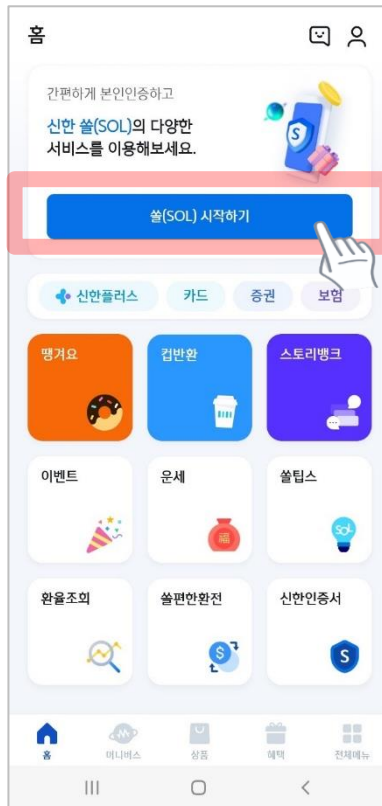 홈
간편하게 본인인증하고
신한 쏠(SOL)의 다양한
서비스를 이용해보세요.
S
쏠(SOL) 시작하기
신한플러스 카드 증권 보험
땡겨요 컵반환 스토리뱅크
이벤트 운세 쏠팁스
福
SOL
환율조회 쏠편한환전 신한인증서
$ S
홈 머니버스 상품 혜택 전체메뉴